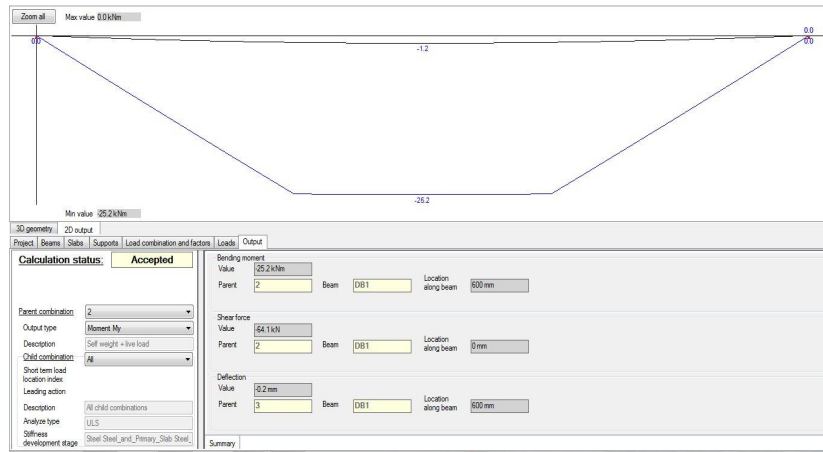 Zoom all Max value 0.0 kNm
0.0
0.0
0.0
-1.2
-25.2
Min value -25.2 kNm
3D geometry 2D output
Project Beams Slabs Supports Load combination and factors Loads Output
Calculation status: Accepted
Parent combination 2
Output type Moment My
Description Self weight + live load
Child combination All
Short term load
location index
Leading action
Description All child combinations
Analyze type ULS
Stiffness
development stage Steel Steel_and_Primary_Slab Steel_
Bending moment
Value -25.2 kNm
Parent 2 Beam DB1 Location
along beam 600 mm
Shear force
Value -64.1 kN
Parent 2 Beam DB1 Location
along beam 0 mm
Deflection
Value -0.2 mm
Parent 3 Beam DB1 Location
along beam 600 mm
Summary